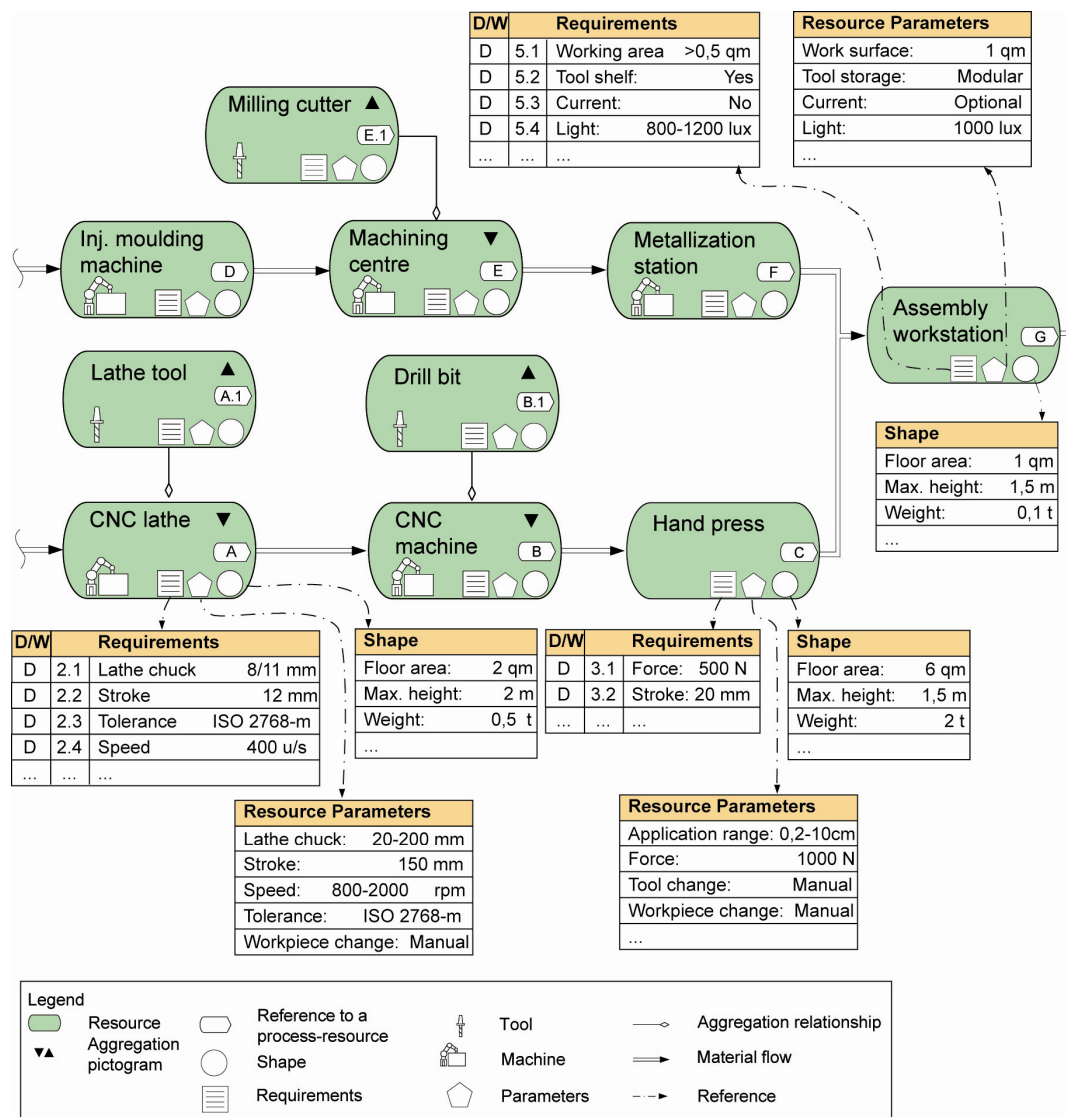 D/W Requirements
D 5.1 Working area >0,5 qm
D 5.2 Tool shelf: Yes
D 5.3 Current: No
D 5.4 Light: 800-1200 lux
... ... ...
Resource Parameters
Work surface: 1 qm
Tool storage: Modular
Current: Optional
Light: 1000 lux
...
Milling cutter
E.1
Inj. moulding
machine
D
Machining
centre
E
Metallization
station
F
Assembly
workstation
G
Lathe tool
A.1
Drill bit
B.1
Shape
Floor area: 1 qm
Max. height: 1,5 m
Weight: 0,1 t
...
CNC lathe
A
CNC
machine
B
Hand press
C
D/W Requirements
D 2.1 Lathe chuck 8/11 mm
D 2.2 Stroke 12 mm
D 2.3 Tolerance ISO 2768-m
D 2.4 Speed 400 u/s
... ... ...
Shape
Floor area: 2 qm
Max. height: 2 m
Weight: 0,5 t
...
D/W Requirements
D 3.1 Force: 500 N
D 3.2 Stroke: 20 mm
... ... ...
Shape
Floor area: 6 qm
Max. height: 1,5 m
Weight: 2 t
...
Resource Parameters
Lathe chuck: 20-200 mm
Stroke: 150 mm
Speed: 800-2000 rpm
Tolerance: ISO 2768-m
Workpiece change: Manual
Resource Parameters
Application range: 0,2-10cm
Force: 1000 N
Tool change: Manual
Workpiece change: Manual
...
Legend
Resource
Aggregation
pictogram
Reference to a
process-resource
Shape
Requirements
Tool
Machine
Parameters
Aggregation relationship
Material flow
Reference